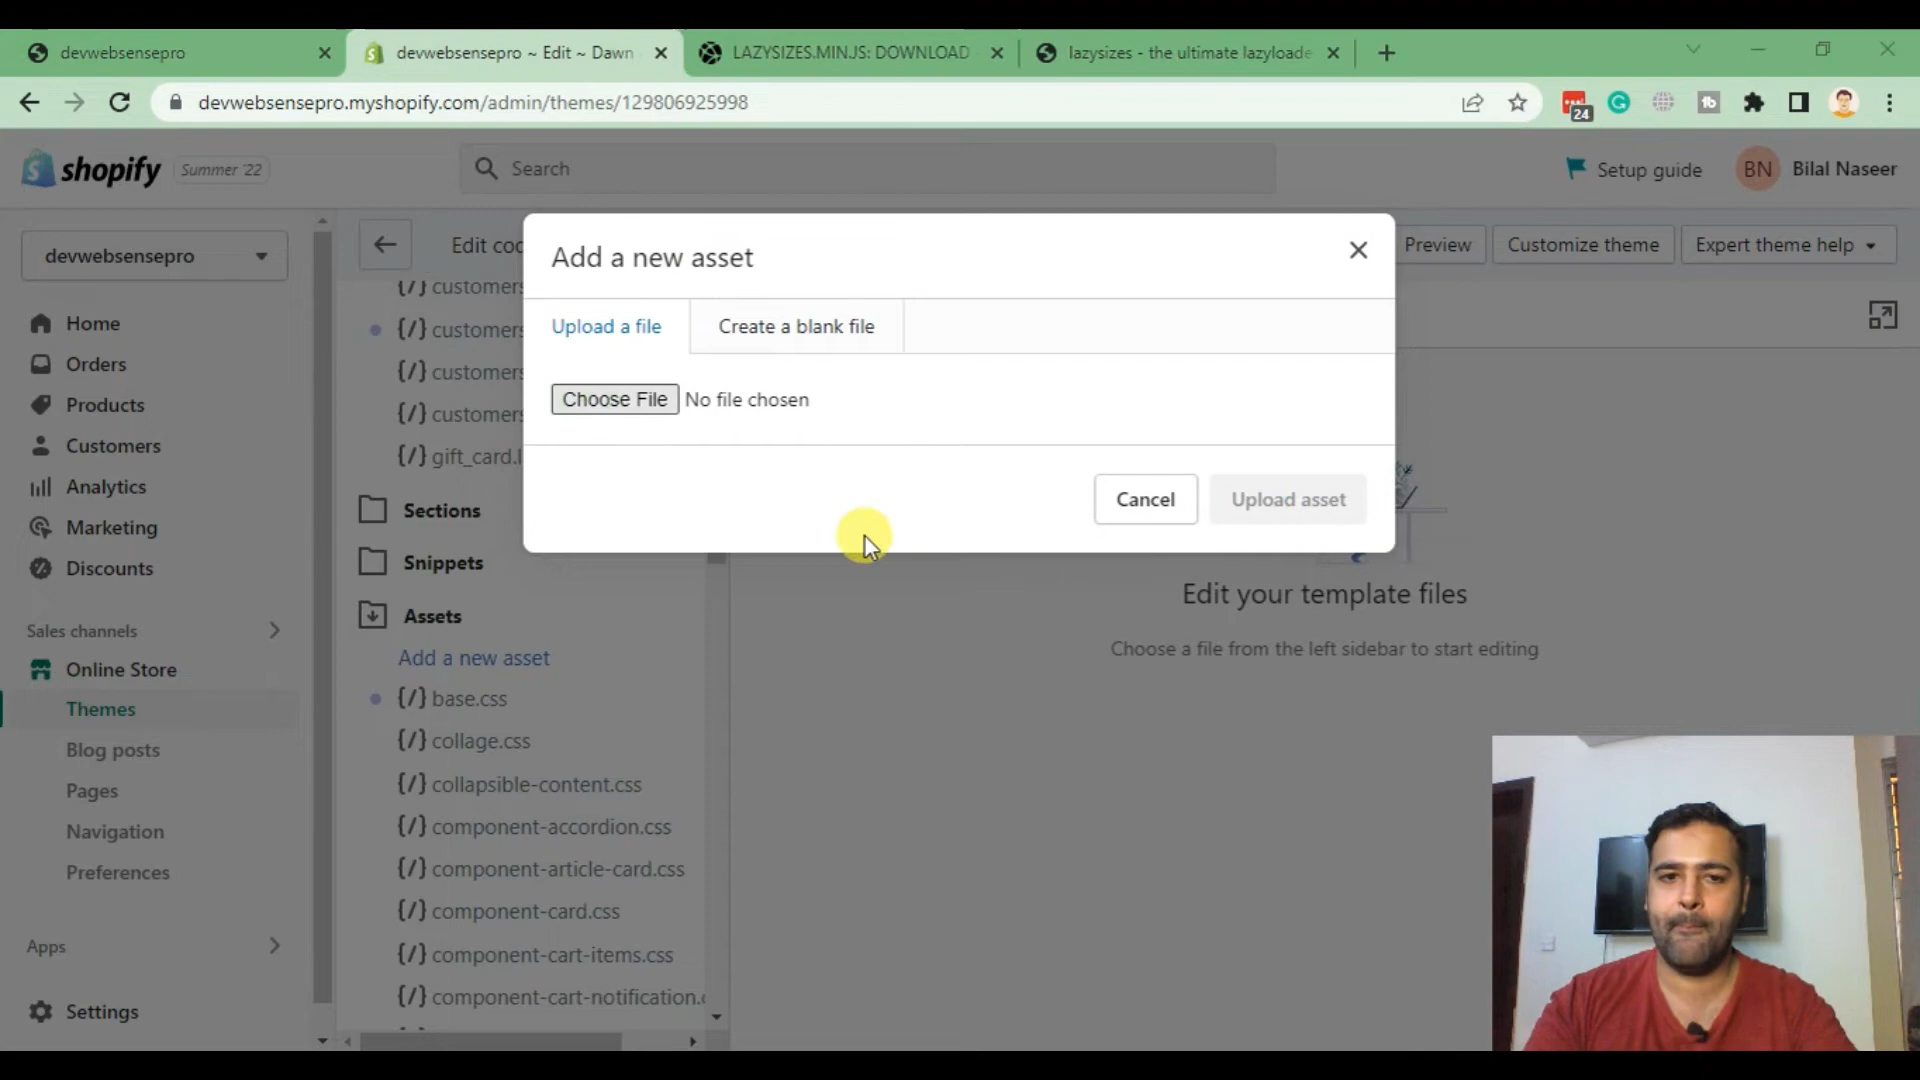 devwebsensepro
devwebsensepro ~ Edit ~ Dawn
LAZYSIZES.MIN.JS: DOWNLOAD
lazysizes - the ultimate lazyloade
devwebsensepro.myshopify.com/admin/themes/129806925998
24
shopify
Summer '22
Search
Setup guide
BN
Bilal Naseer
devwebsensepro
Home
Orders
Products
Customers
Analytics
Marketing
Discounts
Sales channels
Online Store
Themes
Blog posts
Pages
Navigation
Preferences
Apps
Settings
Edit co
Preview
Customize theme
Expert theme help
{/} customers
{/} customers
{/} customers
{/} customers
{/} gift_card.l
Sections
Snippets
Assets
Add a new asset
{/} base.css
{/} collage.css
{/} collapsible-content.css
{/} component-accordion.css
{/} component-article-card.css
{/} component-card.css
{/} component-cart-items.css
{/} component-cart-notification.c
Add a new asset
Upload a file
Create a blank file
Choose File No file chosen
Cancel
Upload asset
Edit your template files
Choose a file from the left sidebar to start editing